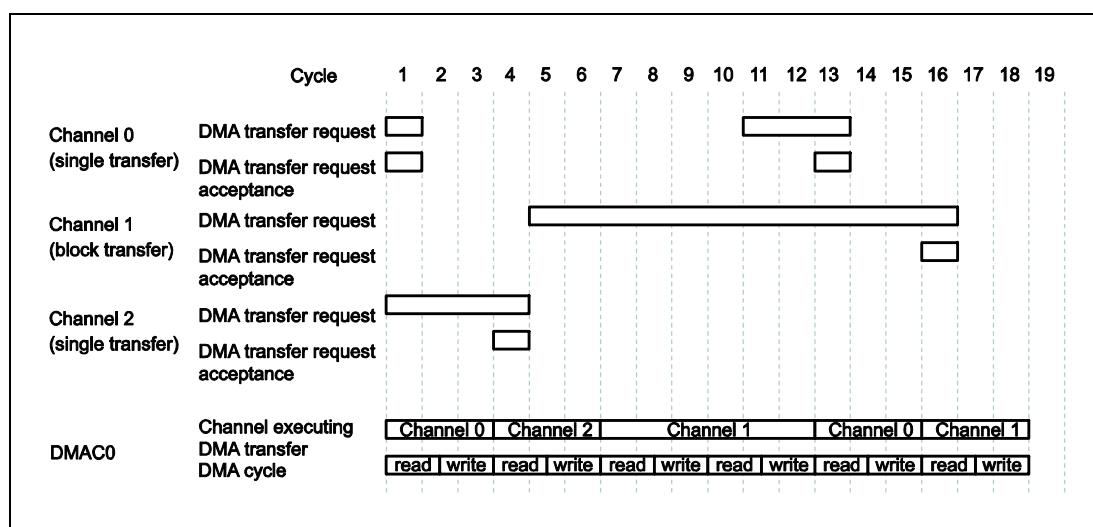 Cycle 1 2 3 4 5 6 7 8 9 10 11 12 13 14 15 16 17 18 19
Channel 0
(single transfer)
DMA transfer request
DMA transfer request
acceptance
Channel 1
(block transfer)
DMA transfer request
DMA transfer request
acceptance
Channel 2
(single transfer)
DMA transfer request
DMA transfer request
acceptance
DMAC0
Channel executing
DMA transfer
Channel 0 Channel 2 Channel 1 Channel 0 Channel 1
DMA cycle
read write read write read write read write read write read write